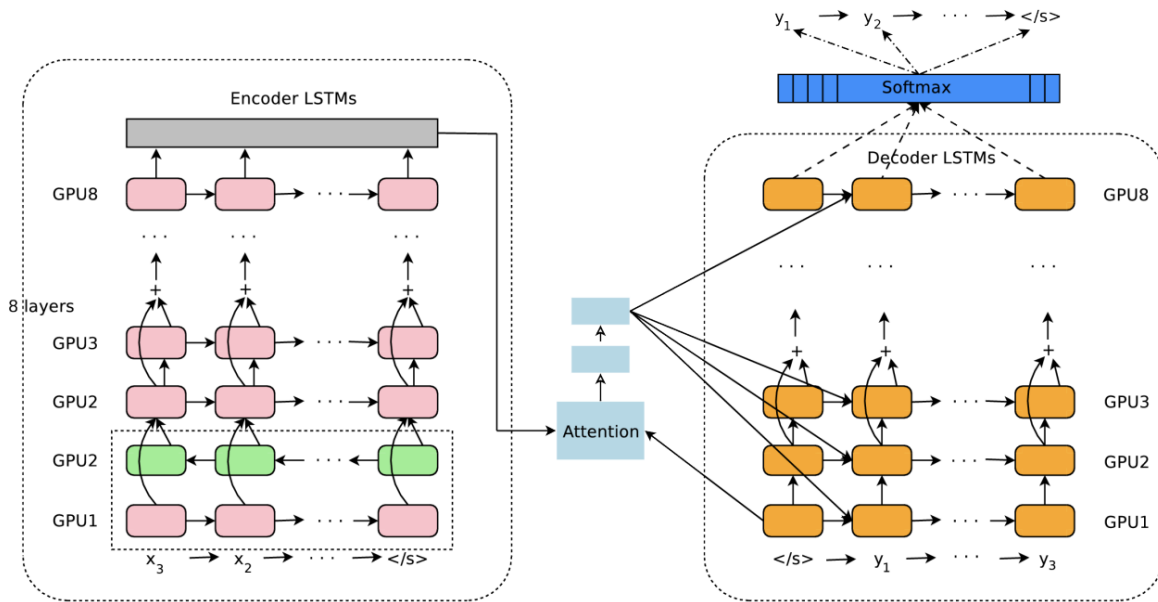 y1 y2 · · · </s>
Softmax
Encoder LSTMs
Decoder LSTMs
GPU8 · · · · · · GPU8
· · · · · · · · ·
· · · · · · · · ·
+ + +
8 layers
GPU3 · · ·
+ + +
GPU2 · · · · · · GPU3
Attention
GPU2 · · · · · · GPU2
GPU1 · · · · · · GPU1
x3 x2 · · · </s>
</s> y1 · · · y3